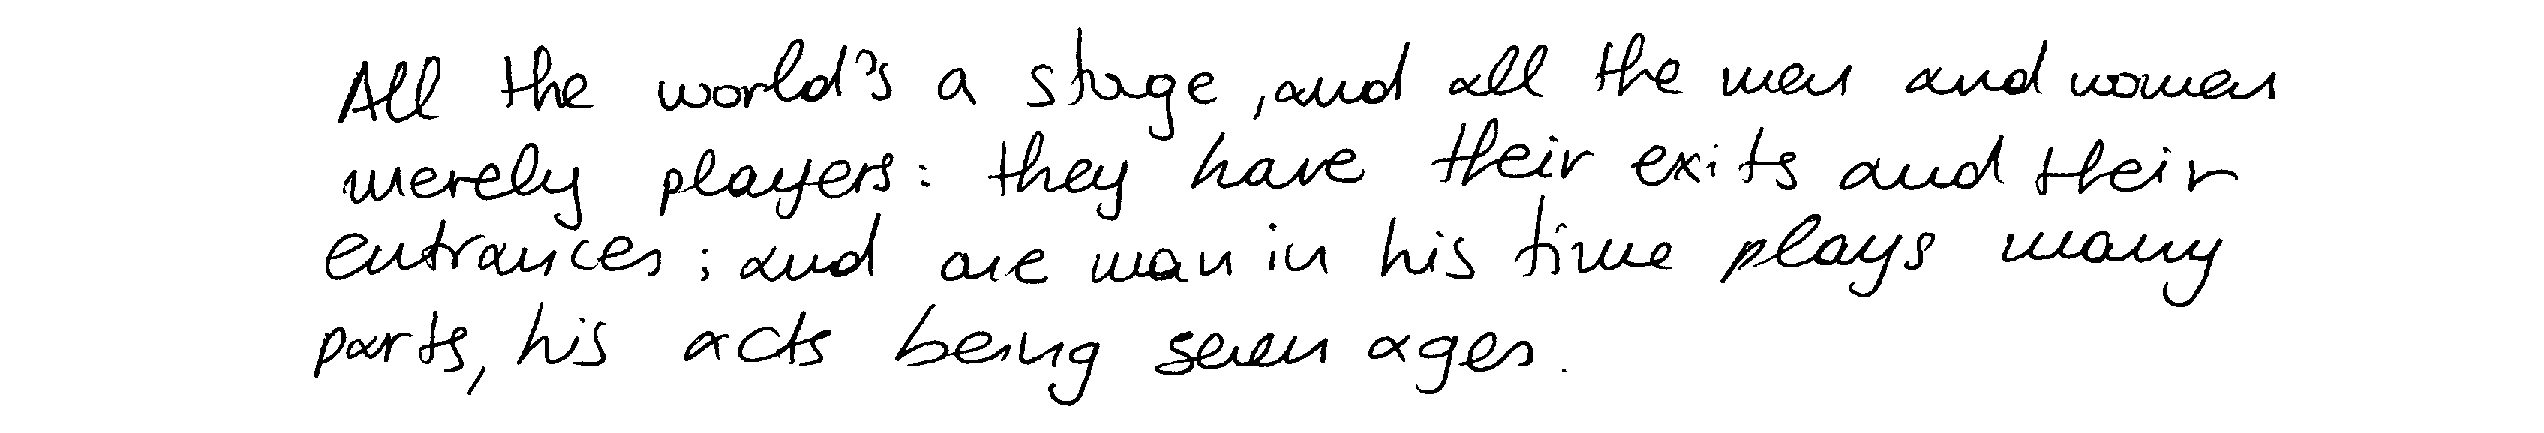 All the world's a stage, and all the men and women
merely players: they have their exits and their
entrances; and one man in his time plays many
parts, his acts being seven ages.